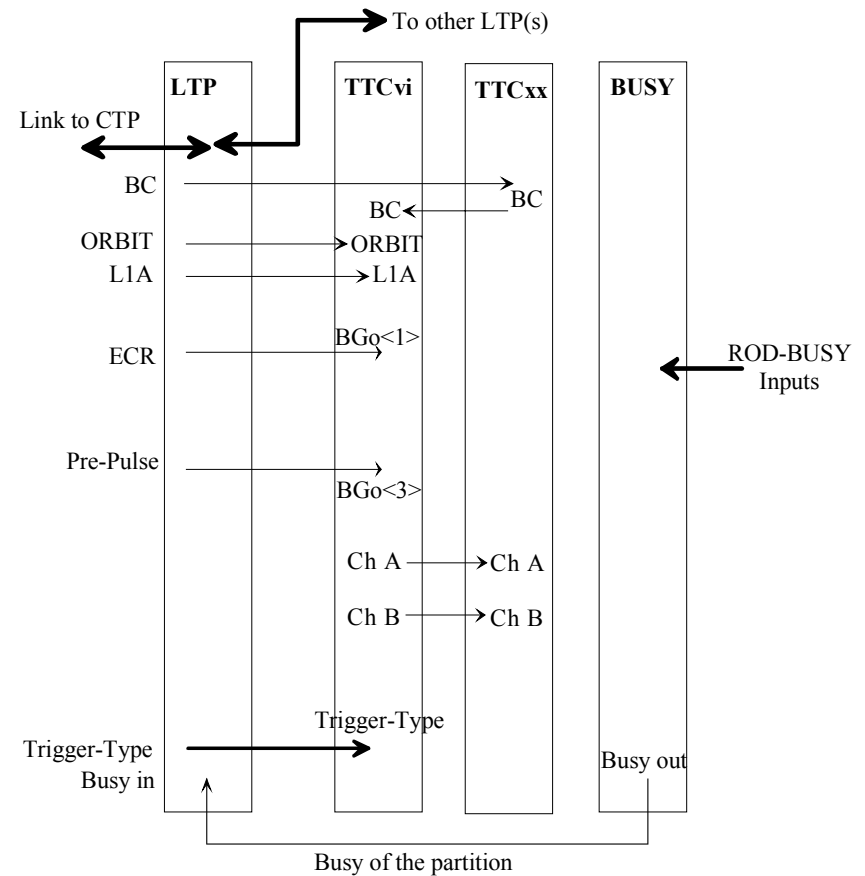 To other LTP(s)
LTP
TTCvi
TTCxx
BUSY
Link to CTP
BC
BC
BC
ORBIT
ORBIT
L1A
L1A
BGo<1>
ECR
ROD-BUSY
Inputs
Pre-Pulse
BGo<3>
Ch A
Ch A
Ch B
Ch B
Trigger-Type
Trigger-Type
Busy in
Busy out
Busy of the partition